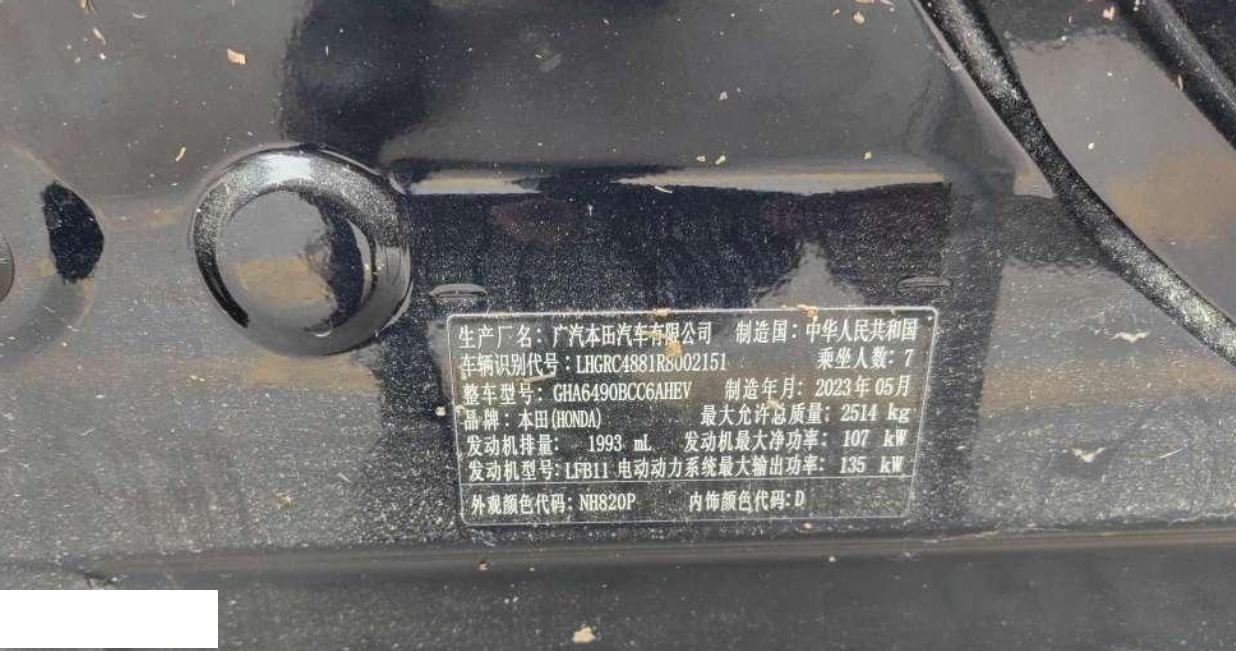 生产厂名：广汽本田汽车有限公司 制造国：中华人民共和国
车辆识别代号：LHGRC4881R8002151 乘坐人数：7
整车型号：GHA6490BCC6AHEV 制造年月：2023年05月
品牌：本田(HONDA) 最大允许总质量：2514 kg
发动机排量： 1993 mL 发动机最大净功率：107 kW
发动机型号：LFB11 电动动力系统最大输出功率：135 kW
外观颜色代码：NH820P 内饰颜色代码：D